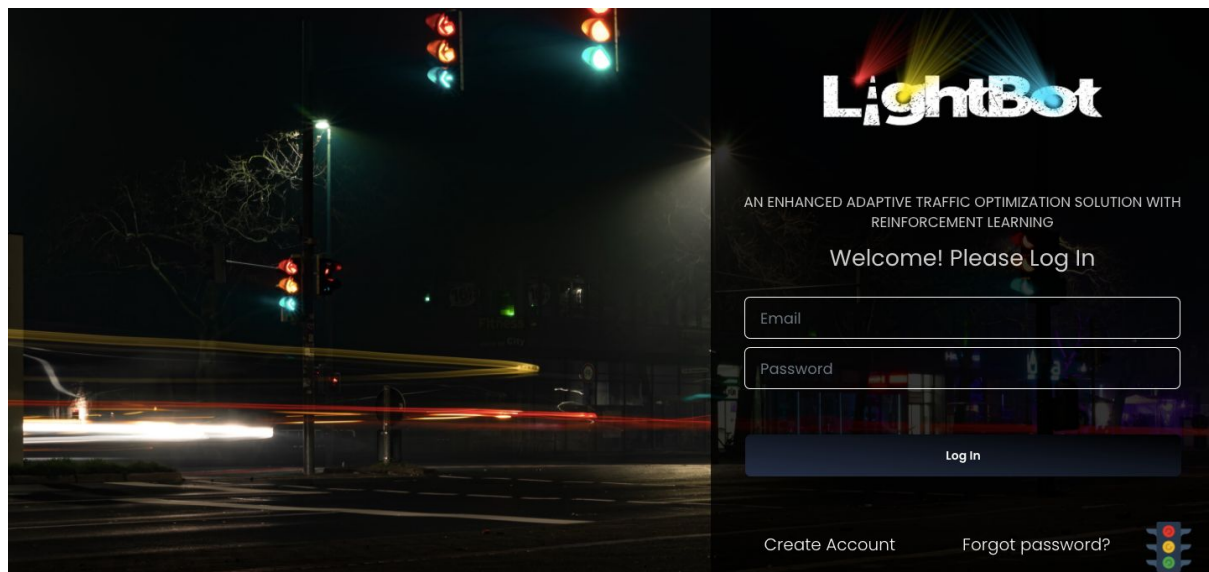 LightBot
AN ENHANCED ADAPTIVE TRAFFIC OPTIMIZATION SOLUTION WITH
REINFORCEMENT LEARNING
Welcome! Please Log In
Email
Password
Log In
Create Account
Forgot password?